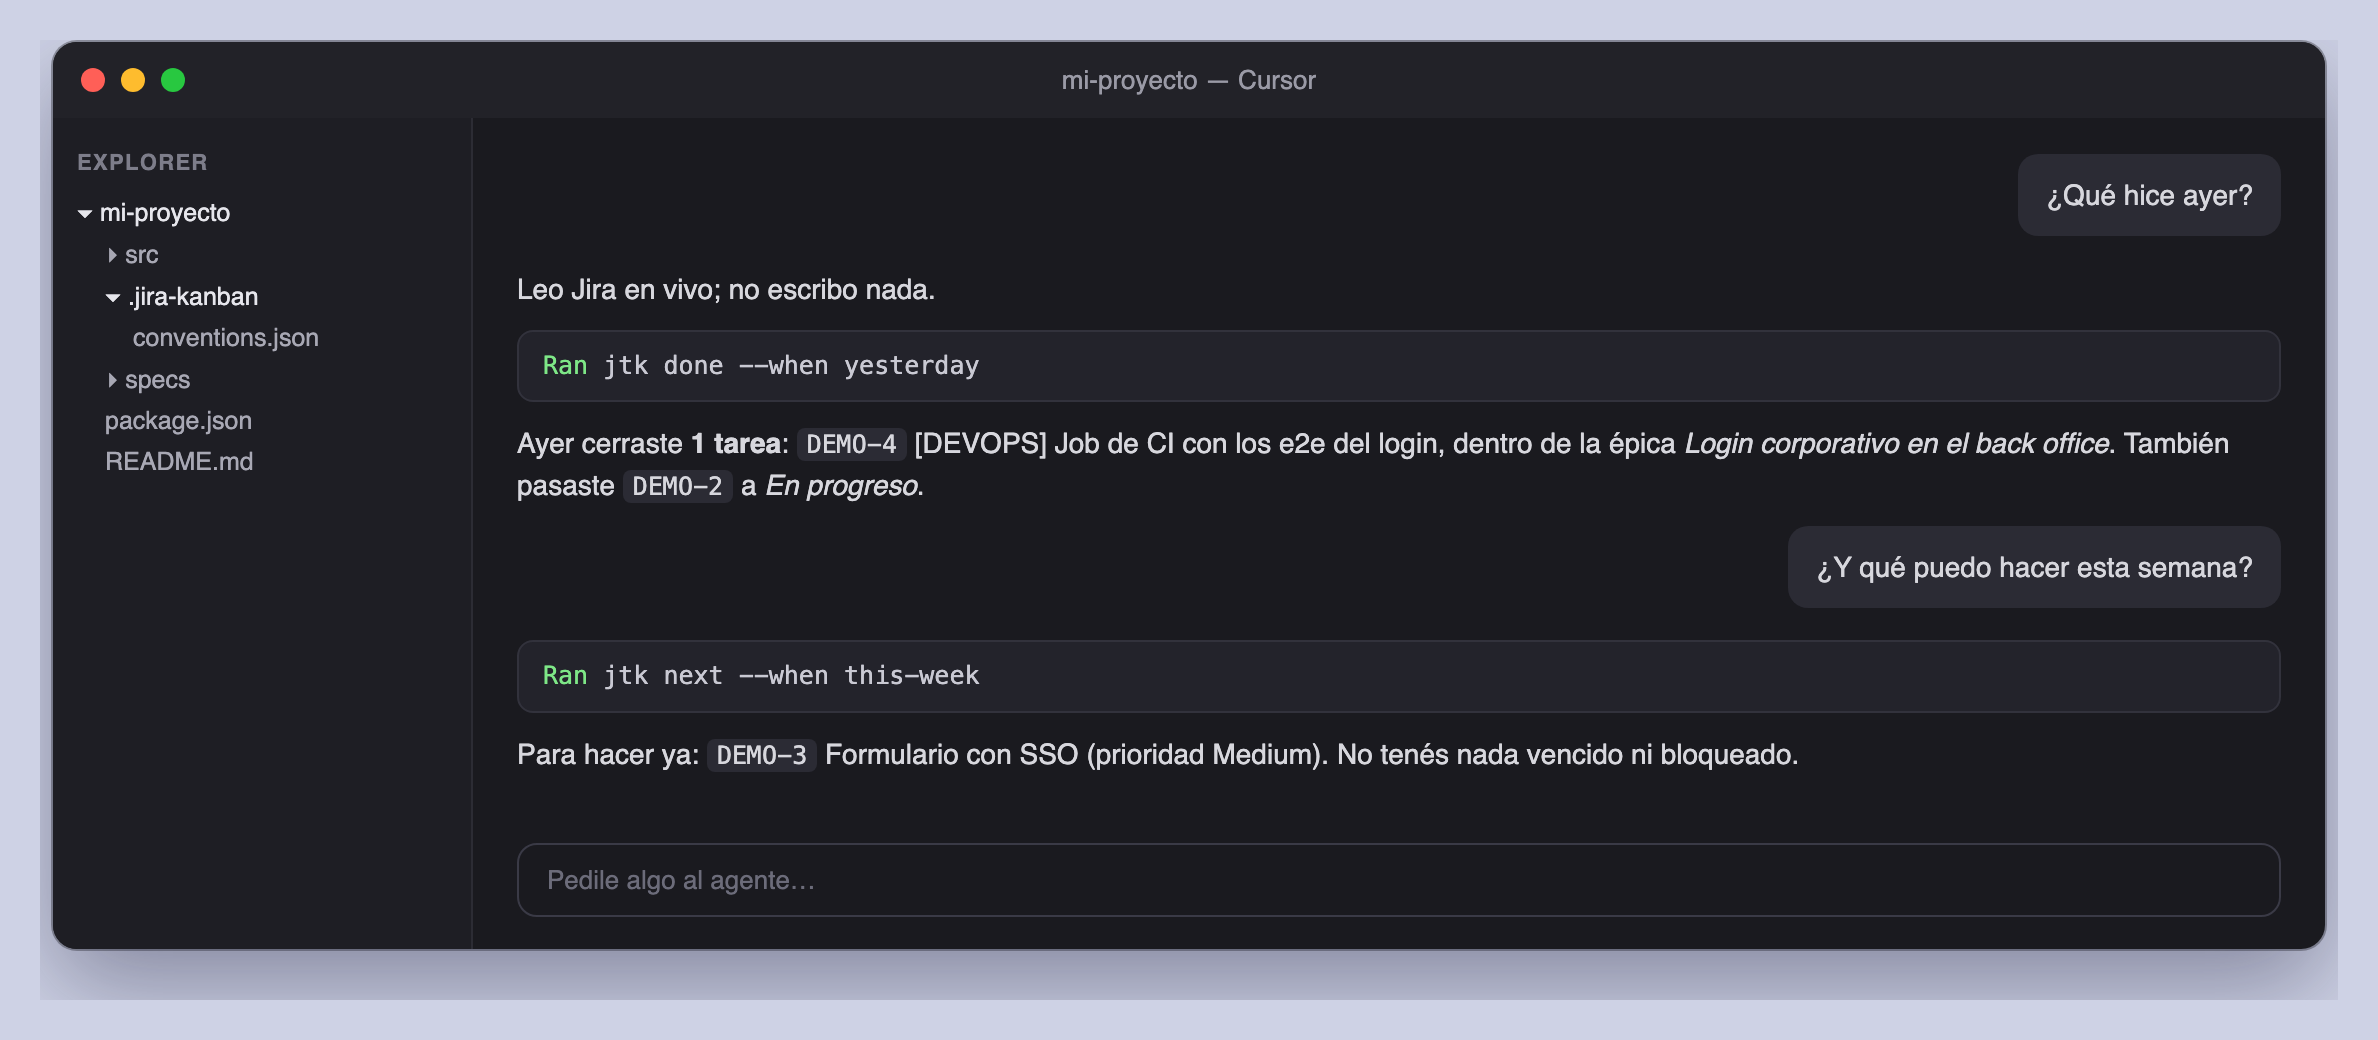 mi-proyecto — Cursor
EXPLORER
mi-proyecto
src
.jira-kanban
conventions.json
specs
package.json
README.md
¿Qué hice ayer?
Leo Jira en vivo; no escribo nada.
Ran jtk done --when yesterday
Ayer cerraste 1 tarea: DEMO-4 [DEVOPS] Job de CI con los e2e del login, dentro de la épica Login corporativo en el back office. También
pasaste DEMO-2 a En progreso.
¿Y qué puedo hacer esta semana?
Ran jtk next --when this-week
Para hacer ya: DEMO-3 Formulario con SSO (prioridad Medium). No tenés nada vencido ni bloqueado.
Pedile algo al agente…